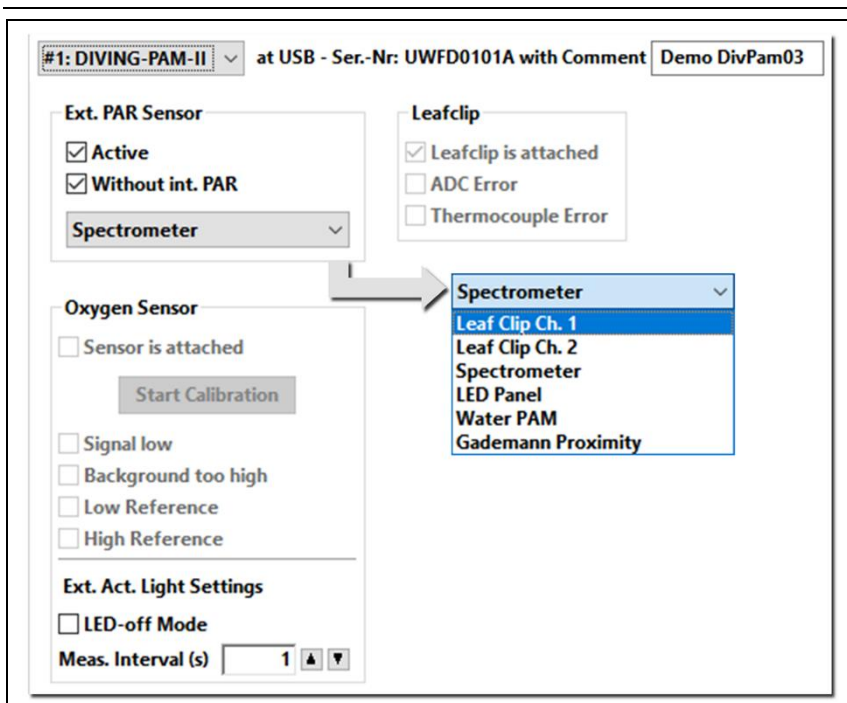 #1: DIVING-PAM-II at USB - Ser.-Nr: UWFD0101A with Comment Demo DivPam03
Ext. PAR Sensor
Active
Without int. PAR
Spectrometer
Leafclip
Leafclip is attached
ADC Error
Thermocouple Error
Spectrometer
Leaf Clip Ch. 1
Leaf Clip Ch. 2
Spectrometer
LED Panel
Water PAM
Gademann Proximity
Oxygen Sensor
Sensor is attached
Start Calibration
Signal low
Background too high
Low Reference
High Reference
Ext. Act. Light Settings
LED-off Mode
Meas. Interval (s) 1